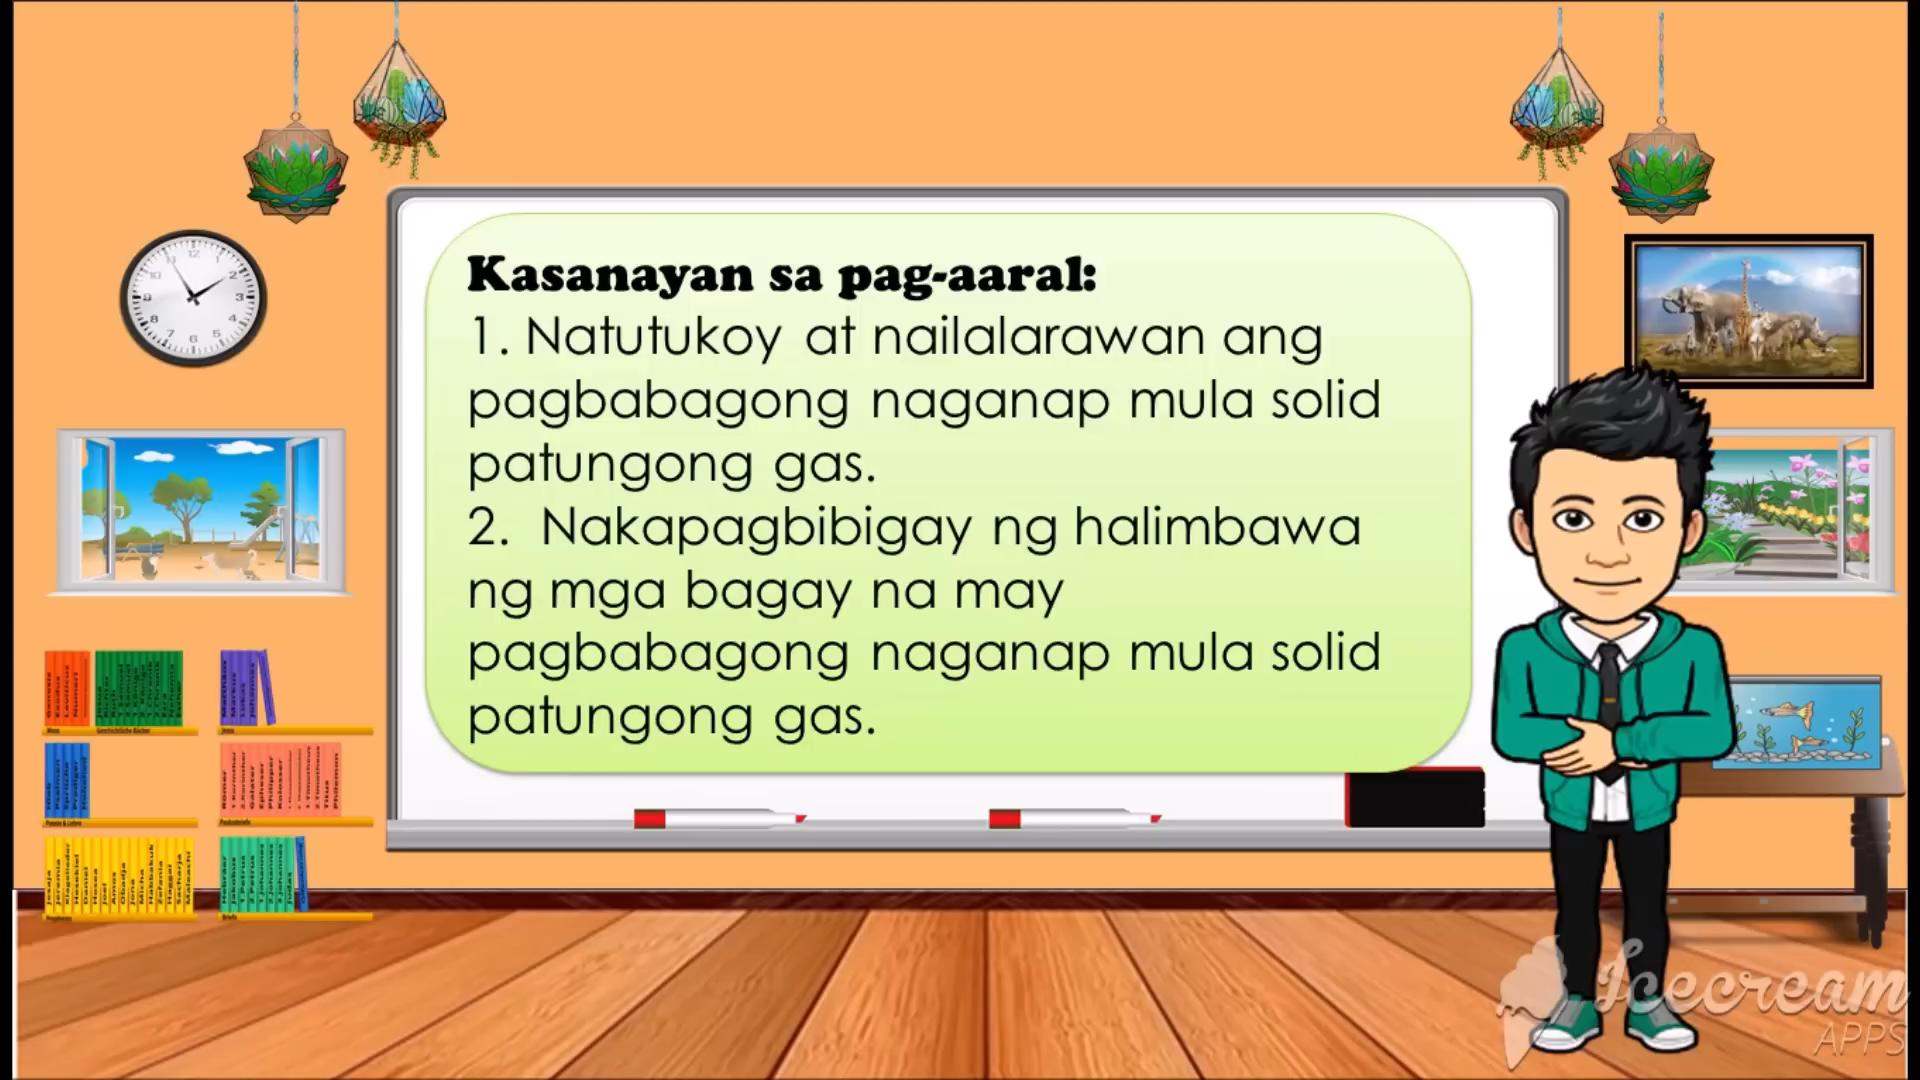 Kasanayan sa pag-aaral:
1. Natutukoy at nailalarawan ang
pagbabagong naganap mula solid
patungong gas.
2. Nakapagbibigay ng halimbawa
ng mga bagay na may
pagbabagong naganap mula solid
patungong gas.
Icecream
APPS